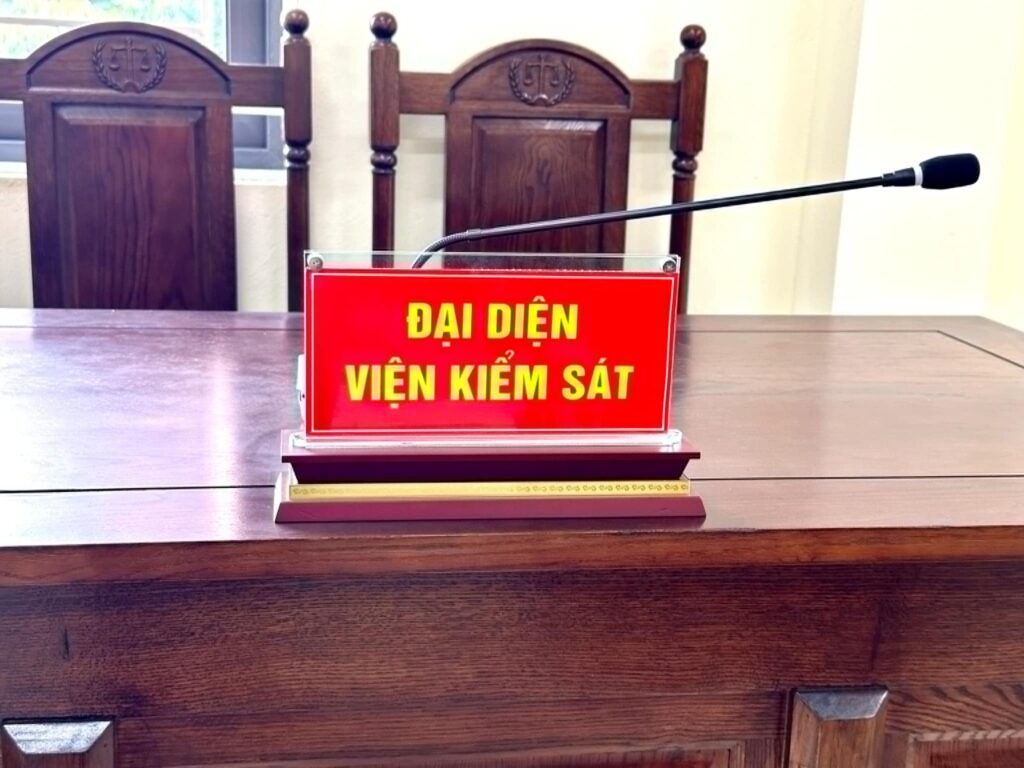 ĐẠI DIỆN
VIỆN KIỂM SÁT